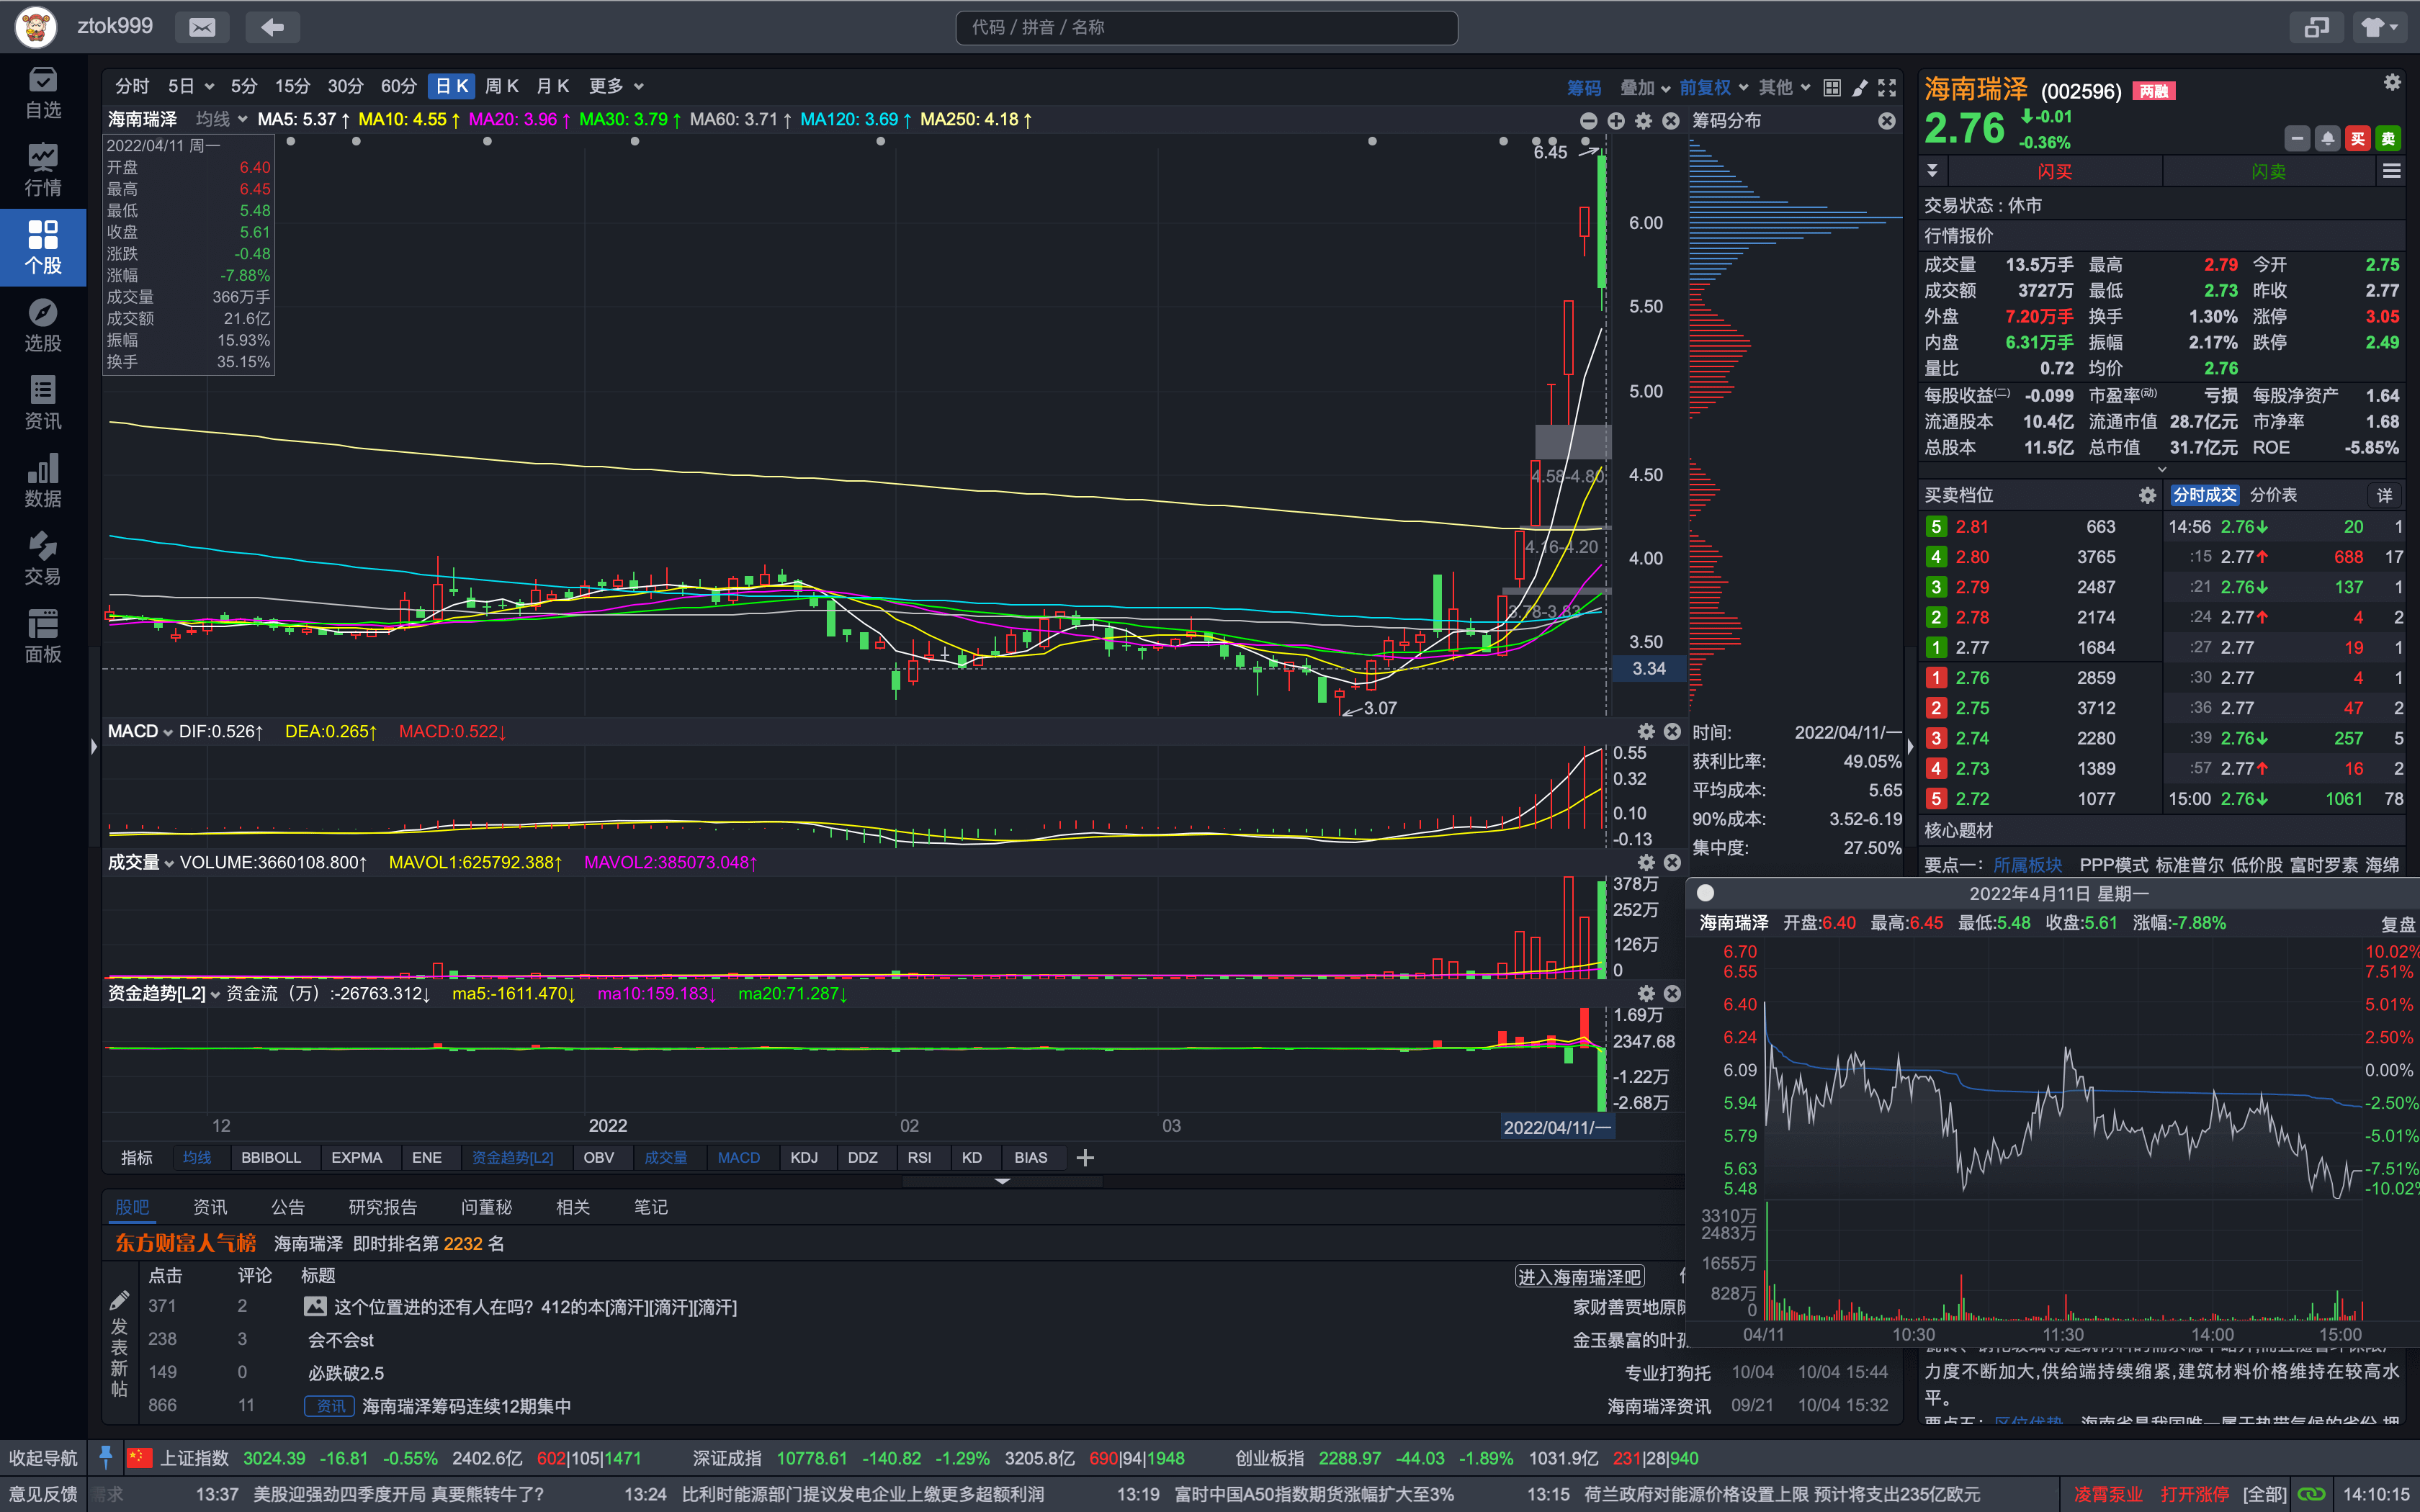 ztok999
代码 / 拼音 / 名称
自选
行情
个股
选股
资讯
数据
交易
面板
分时 5日 5分 15分 30分 60分 日K 周K 月K 更多
筹码 叠加 前复权 其他
海南瑞泽 均线 MA5: 5.37↑ MA10: 4.55↑ MA20: 3.96↑ MA30: 3.79↑ MA60: 3.71↑ MA120: 3.69↑ MA250: 4.18↑
2022/04/11 周一
开盘 6.40
最高 6.45
最低 5.48
收盘 5.61
涨跌 -0.48
涨幅 -7.88%
成交量 366万手
成交额 21.6亿
振幅 15.93%
换手 35.15%
6.45
6.00
5.50
5.00
4.50
4.00
3.50
3.34
4.58-4.80
4.16-4.20
3.78-3.83
3.07
MACD DIF:0.526↑ DEA:0.265↑ MACD:0.522↓
0.55
0.32
0.10
-0.13
成交量 VOLUME:3660108.800↑ MAVOL1:625792.388↑ MAVOL2:385073.048↑
378万
252万
126万
0
资金趋势[L2] 资金流（万）:-26763.312↓ ma5:-1611.470↓ ma10:159.183↓ ma20:71.287↓
1.69万
2347.68
-1.22万
-2.68万
12 2022 02 03 2022/04/11/一
指标 均线 BBIBOLL EXPMA ENE 资金趋势[L2] OBV 成交量 MACD KDJ DDZ RSI KD BIAS
筹码分布
时间: 2022/04/11/一
获利比率: 49.05%
平均成本: 5.65
90%成本: 3.52-6.19
集中度: 27.50%
股吧 资讯 公告 研究报告 问董秘 相关 笔记
东方财富人气榜 海南瑞泽 即时排名第 2232 名
发表新帖
点击 评论 标题 进入海南瑞泽吧
371 2 这个位置进的还有人在吗？412的本[滴汗][滴汗][滴汗] 家财善贾地原
238 3 会不会st 金玉暴富的叶
149 0 必跌破2.5 专业打狗托 10/04 10/04 15:44
866 11 资讯 海南瑞泽筹码连续12期集中 海南瑞泽资讯 09/21 10/04 15:32
海南瑞泽 (002596) 两融
2.76 -0.01
-0.36%
买 卖
闪买 闪卖
交易状态 : 休市
行情报价
成交量 13.5万手 最高 2.79 今开 2.75
成交额 3727万 最低 2.73 昨收 2.77
外盘 7.20万手 换手 1.30% 涨停 3.05
内盘 6.31万手 振幅 2.17% 跌停 2.49
量比 0.72 均价 2.76
每股收益(二) -0.099 市盈率(动) 亏损 每股净资产 1.64
流通股本 10.4亿 流通市值 28.7亿元 市净率 1.68
总股本 11.5亿 总市值 31.7亿元 ROE -5.85%
买卖档位 分时成交 分价表 详
5 2.81 663 14:56 2.76↓ 20 1
4 2.80 3765 :15 2.77↑ 688 17
3 2.79 2487 :21 2.76↓ 137 1
2 2.78 2174 :24 2.77↑ 4 2
1 2.77 1684 :27 2.77 19 1
1 2.76 2859 :30 2.77 4 1
2 2.75 3712 :36 2.77 47 2
3 2.74 2280 :39 2.76↓ 257 5
4 2.73 1389 :57 2.77↑ 16 2
5 2.72 1077 15:00 2.76↓ 1061 78
核心题材
要点一: 所属板块 PPP模式 标准普尔 低价股 富时罗素 海绵
2022年4月11日 星期一
海南瑞泽 开盘:6.40 最高:6.45 最低:5.48 收盘:5.61 涨幅:-7.88% 复盘
6.70 10.02%
6.55 7.51%
6.40 5.01%
6.24 2.50%
6.09 0.00%
5.94 -2.50%
5.79 -5.01%
5.63 -7.51%
5.48 -10.02%
3310万
2483万
1655万
828万
0
04/11 10:30 11:30 14:00 15:00
力度不断加大,供给端持续缩紧,建筑材料价格维持在较高水
平。
收起导航 上证指数 3024.39 -16.81 -0.55% 2402.6亿 602|105|1471 深证成指 10778.61 -140.82 -1.29% 3205.8亿 690|94|1948 创业板指 2288.97 -44.03 -1.89% 1031.9亿 231|28|940
意见反馈 需求 13:37 美股迎强劲四季度开局 真要熊转牛了？ 13:24 比利时能源部门提议发电企业上缴更多超额利润 13:19 富时中国A50指数期货涨幅扩大至3% 13:15 荷兰政府对能源价格设置上限 预计将支出235亿欧元 凌霄泵业 打开涨停 [全部] 14:10:15